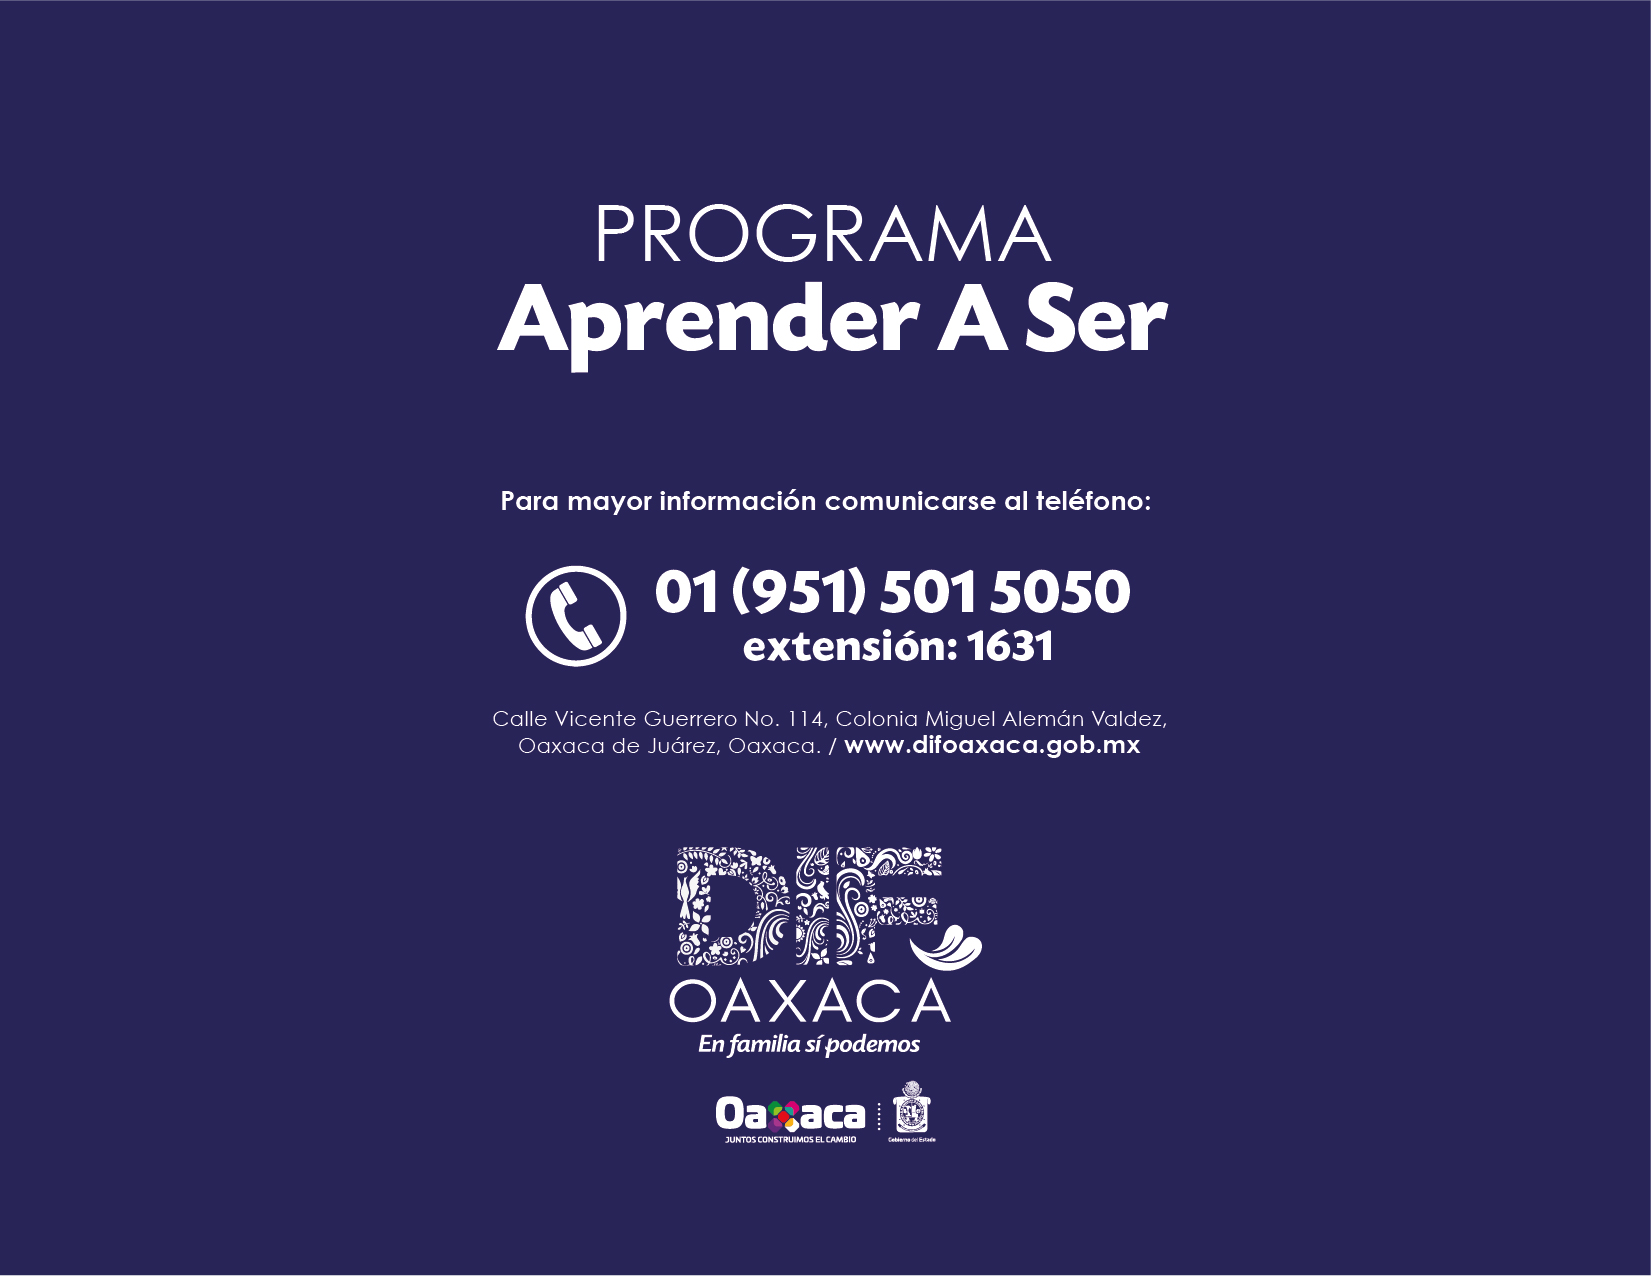 PROGRAMA
Aprender A Ser
Para mayor información comunicarse al teléfono:
01 (951) 501 5050
extensión: 1631
Calle Vicente Guerrero No. 114, Colonia Miguel Alemán Valdez,
Oaxaca de Juárez, Oaxaca. / www.difoaxaca.gob.mx
DIF
OAXACA
En familia sí podemos
Oaxaca
JUNTOS CONSTRUIMOS EL CAMBIO
Gobierno del Estado